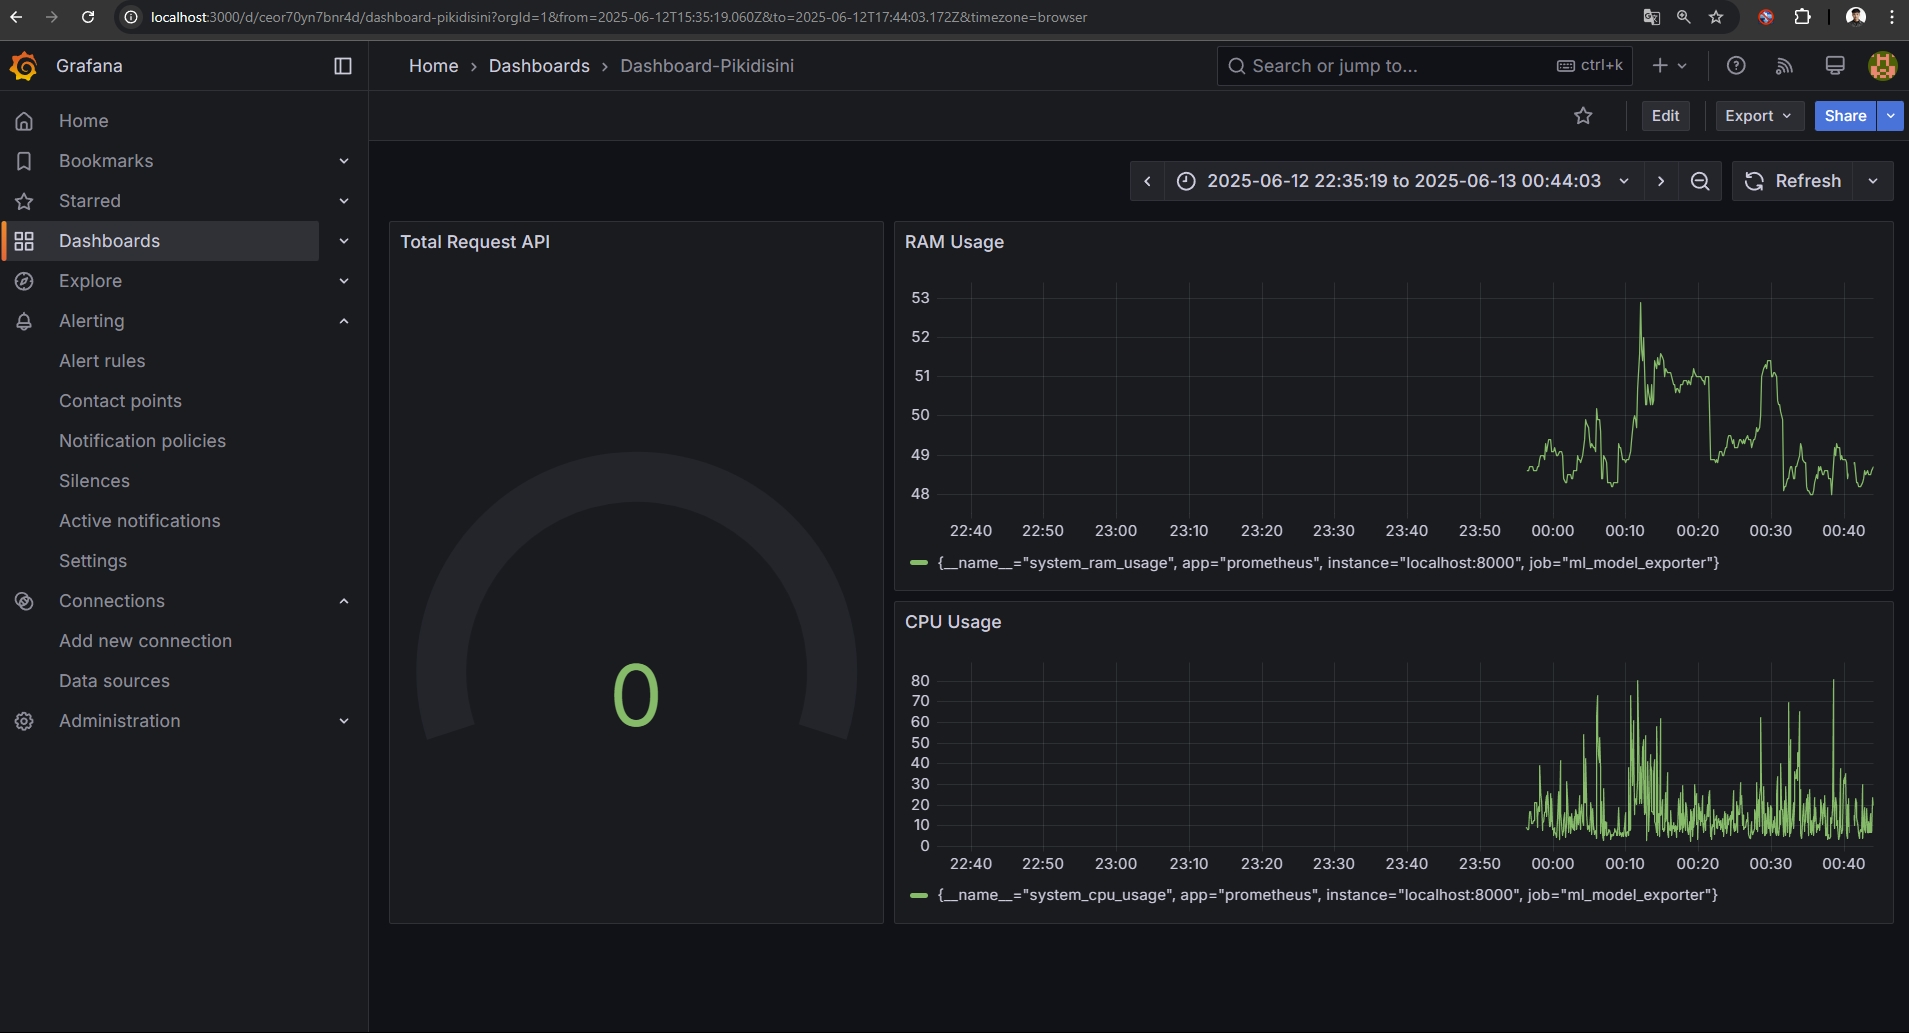 localhost:3000/d/ceor70yn7bnr4d/dashboard-pikidisini?orgId=1&from=2025-06-12T15:35:19.060Z&to=2025-06-12T17:44:03.172Z&timezone=browser
Grafana
Home › Dashboards › Dashboard-Pikidisini
Search or jump to... ctrl+k
Edit Export Share
Home
Bookmarks
Starred
Dashboards
Explore
Alerting
Alert rules
Contact points
Notification policies
Silences
Active notifications
Settings
Connections
Add new connection
Data sources
Administration
2025-06-12 22:35:19 to 2025-06-13 00:44:03 Refresh
Total Request API
0
RAM Usage
53
52
51
50
49
48
22:40 22:50 23:00 23:10 23:20 23:30 23:40 23:50 00:00 00:10 00:20 00:30 00:40
{__name__="system_ram_usage", app="prometheus", instance="localhost:8000", job="ml_model_exporter"}
CPU Usage
80
70
60
50
40
30
20
10
0
22:40 22:50 23:00 23:10 23:20 23:30 23:40 23:50 00:00 00:10 00:20 00:30 00:40
{__name__="system_cpu_usage", app="prometheus", instance="localhost:8000", job="ml_model_exporter"}